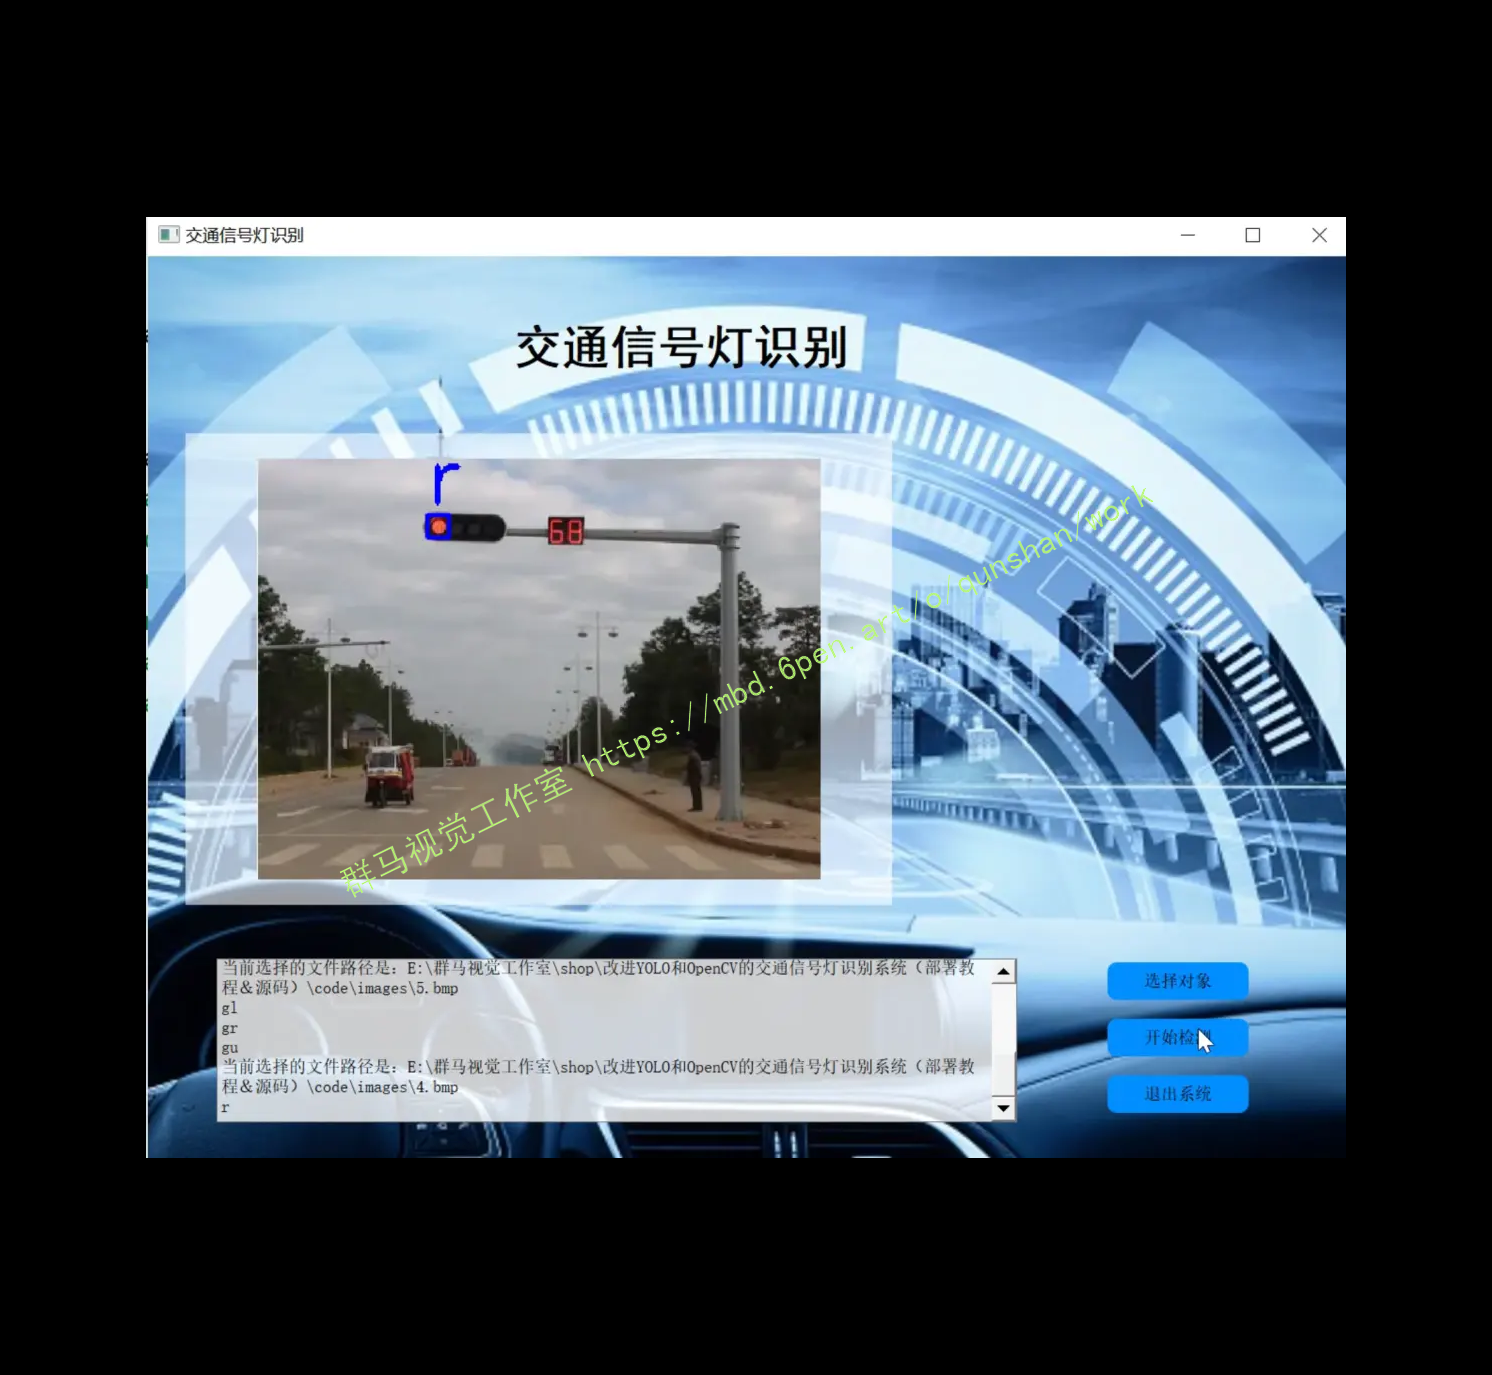 交通信号灯识别
交通信号灯识别
r
68
群马视觉工作室 https://mbd.6pen.art/o/qunshan/work
当前选择的文件路径是: E:\群马视觉工作室\shop\改进YOLO和OpenCV的交通信号灯识别系统（部署教
程&源码）\code\images\5.bmp
gl
gr
gu
当前选择的文件路径是: E:\群马视觉工作室\shop\改进YOLO和OpenCV的交通信号灯识别系统（部署教
程&源码）\code\images\4.bmp
r
选择对象
开始检测
退出系统